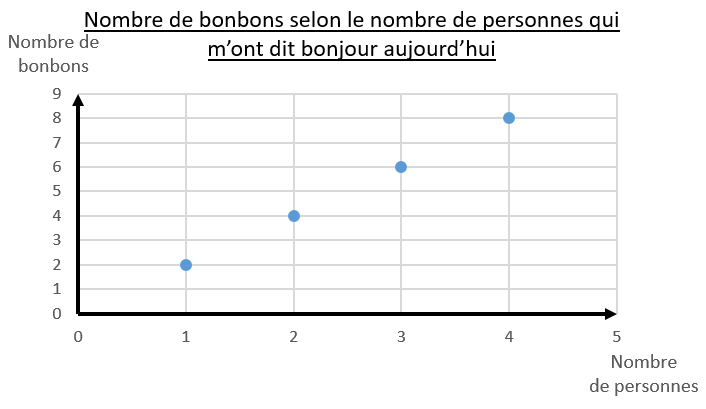 Nombre de bonbons selon le nombre de personnes qui
m’ont dit bonjour aujourd’hui
Nombre de
bonbons
9
8
7
6
5
4
3
2
1
0
0 1 2 3 4 5
Nombre
de personnes